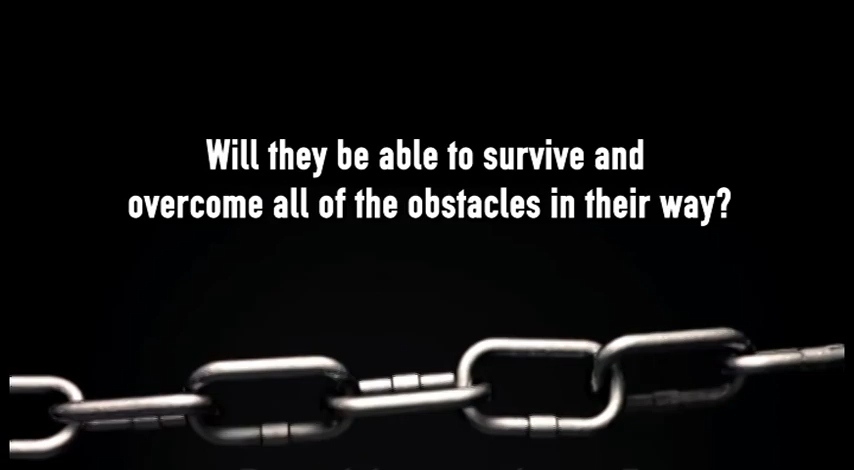 Will they be able to survive and
overcome all of the obstacles in their way?